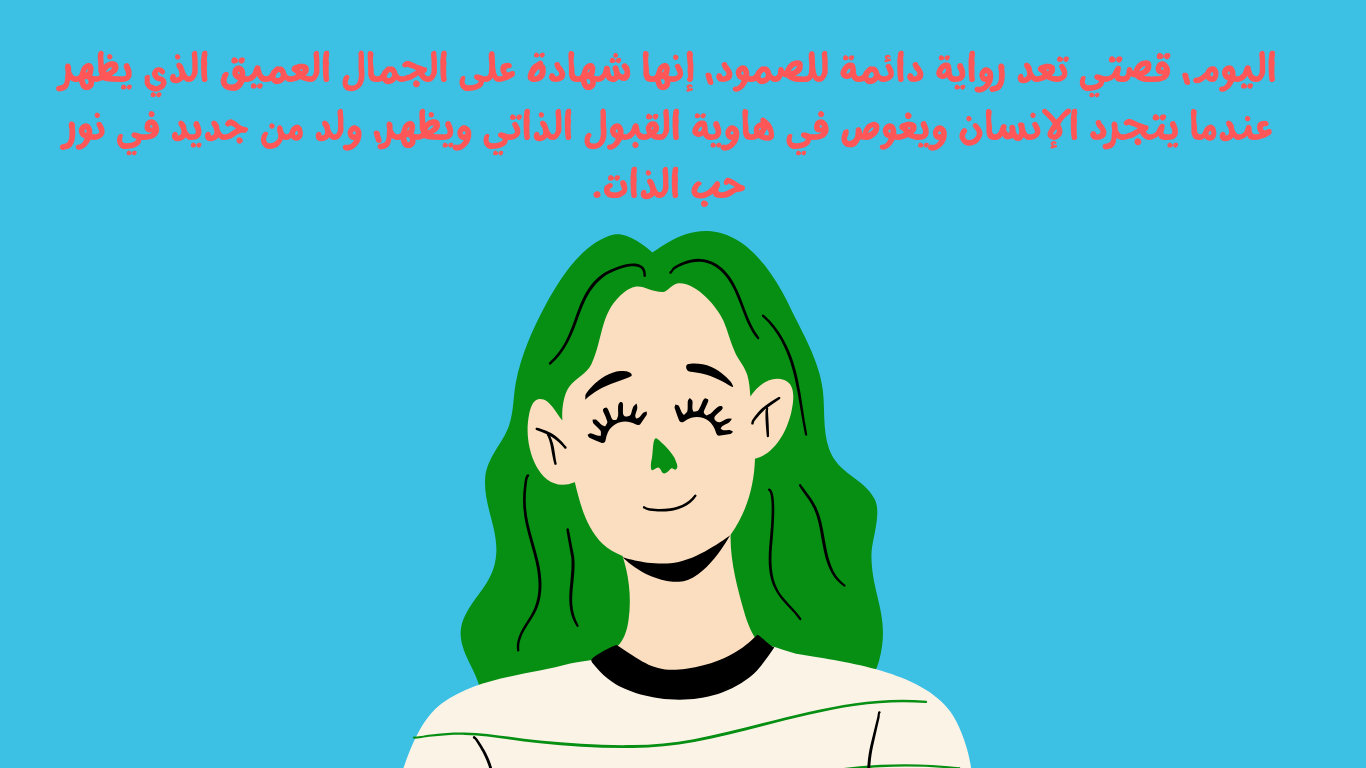 اليوم، قصتي تعد رواية دائمة للصمود، إنها شهادة على الجمال العميق الذي يظهر
عندما يتجرد الإنسان ويغوص في هاوية القبول الذاتي ويظهر، ولد من جديد في نور
حب الذات.